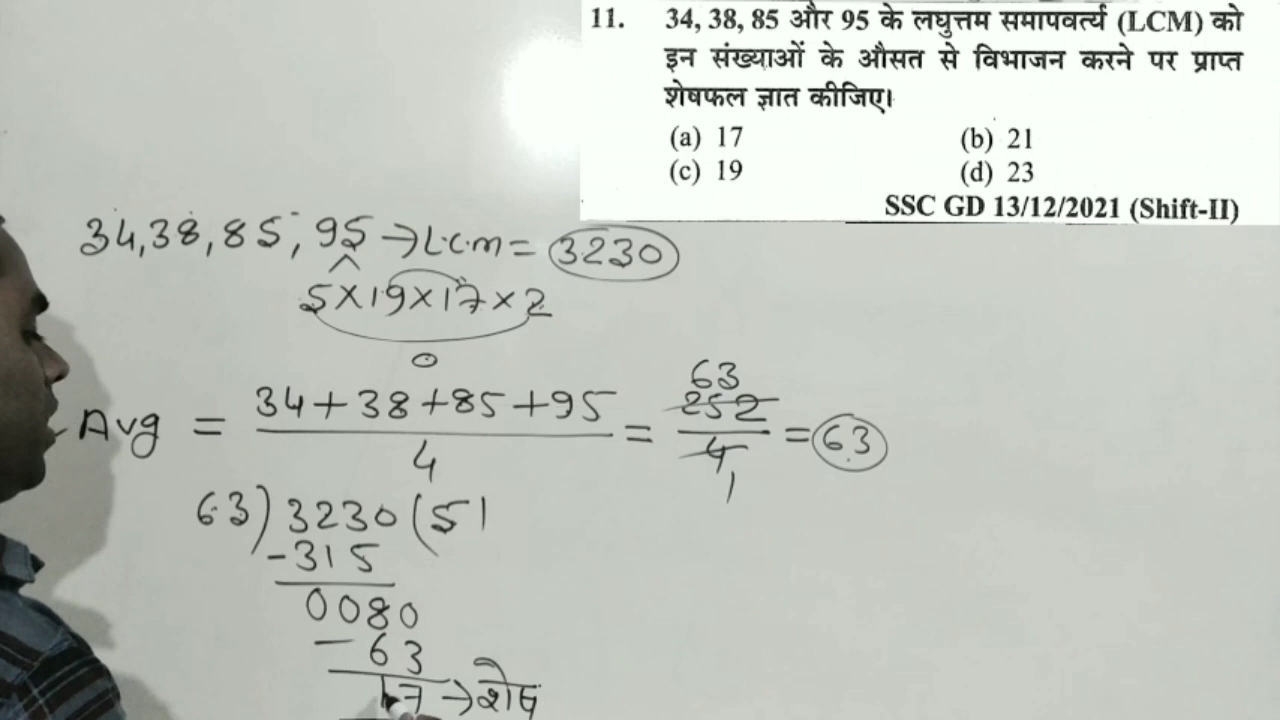 11. 34, 38, 85 और 95 के लघुत्तम समापवर्त्य (LCM) को
इन संख्याओं के औसत से विभाजन करने पर प्राप्त
शेषफल ज्ञात कीजिए।
(a) 17 (b) 21
(c) 19 (d) 23
SSC GD 13/12/2021 (Shift-II)
34,38,85,95 → L.C.M = 3230
5×19×17×2
0
63
Avg = 34+38+85+95 = 252 = 63
4 4
1
63) 3230 (51
-315
0080
- 63
17 → शेष